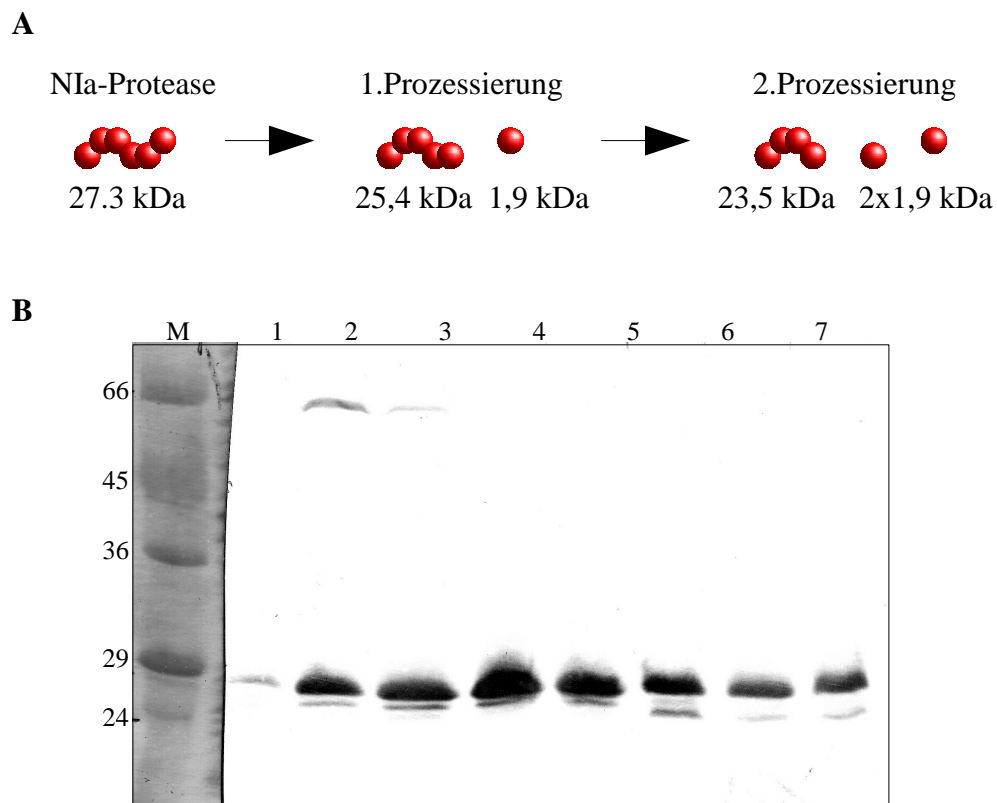 A
NIa-Protease 1.Prozessierung 2.Prozessierung
27.3 kDa 25,4 kDa 1,9 kDa 23,5 kDa 2x1,9 kDa
B
M 1 2 3 4 5 6 7
66
45
36
29
24